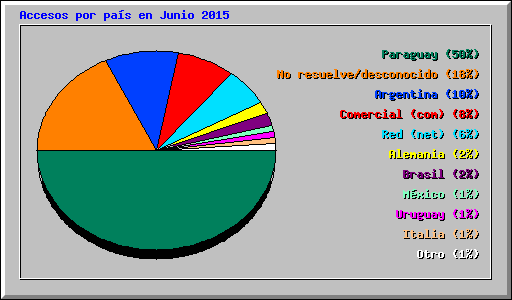 Accesos por país en Junio 2015
Paraguay (50%)
No resuelve/desconocido (18%)
Argentina (10%)
Comercial (com) (8%)
Red (net) (6%)
Alemania (2%)
Brasil (2%)
México (1%)
Uruguay (1%)
Italia (1%)
Otro (1%)